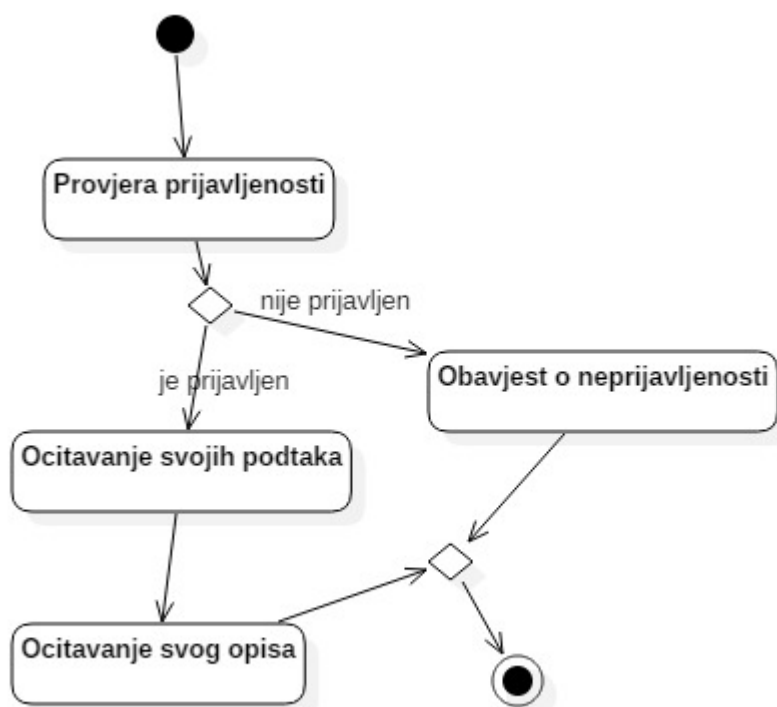 Provjera prijavljenosti
nije prijavljen
je prijavljen
Obavjest o neprijavljenosti
Ocitavanje svojih podtaka
Ocitavanje svog opisa